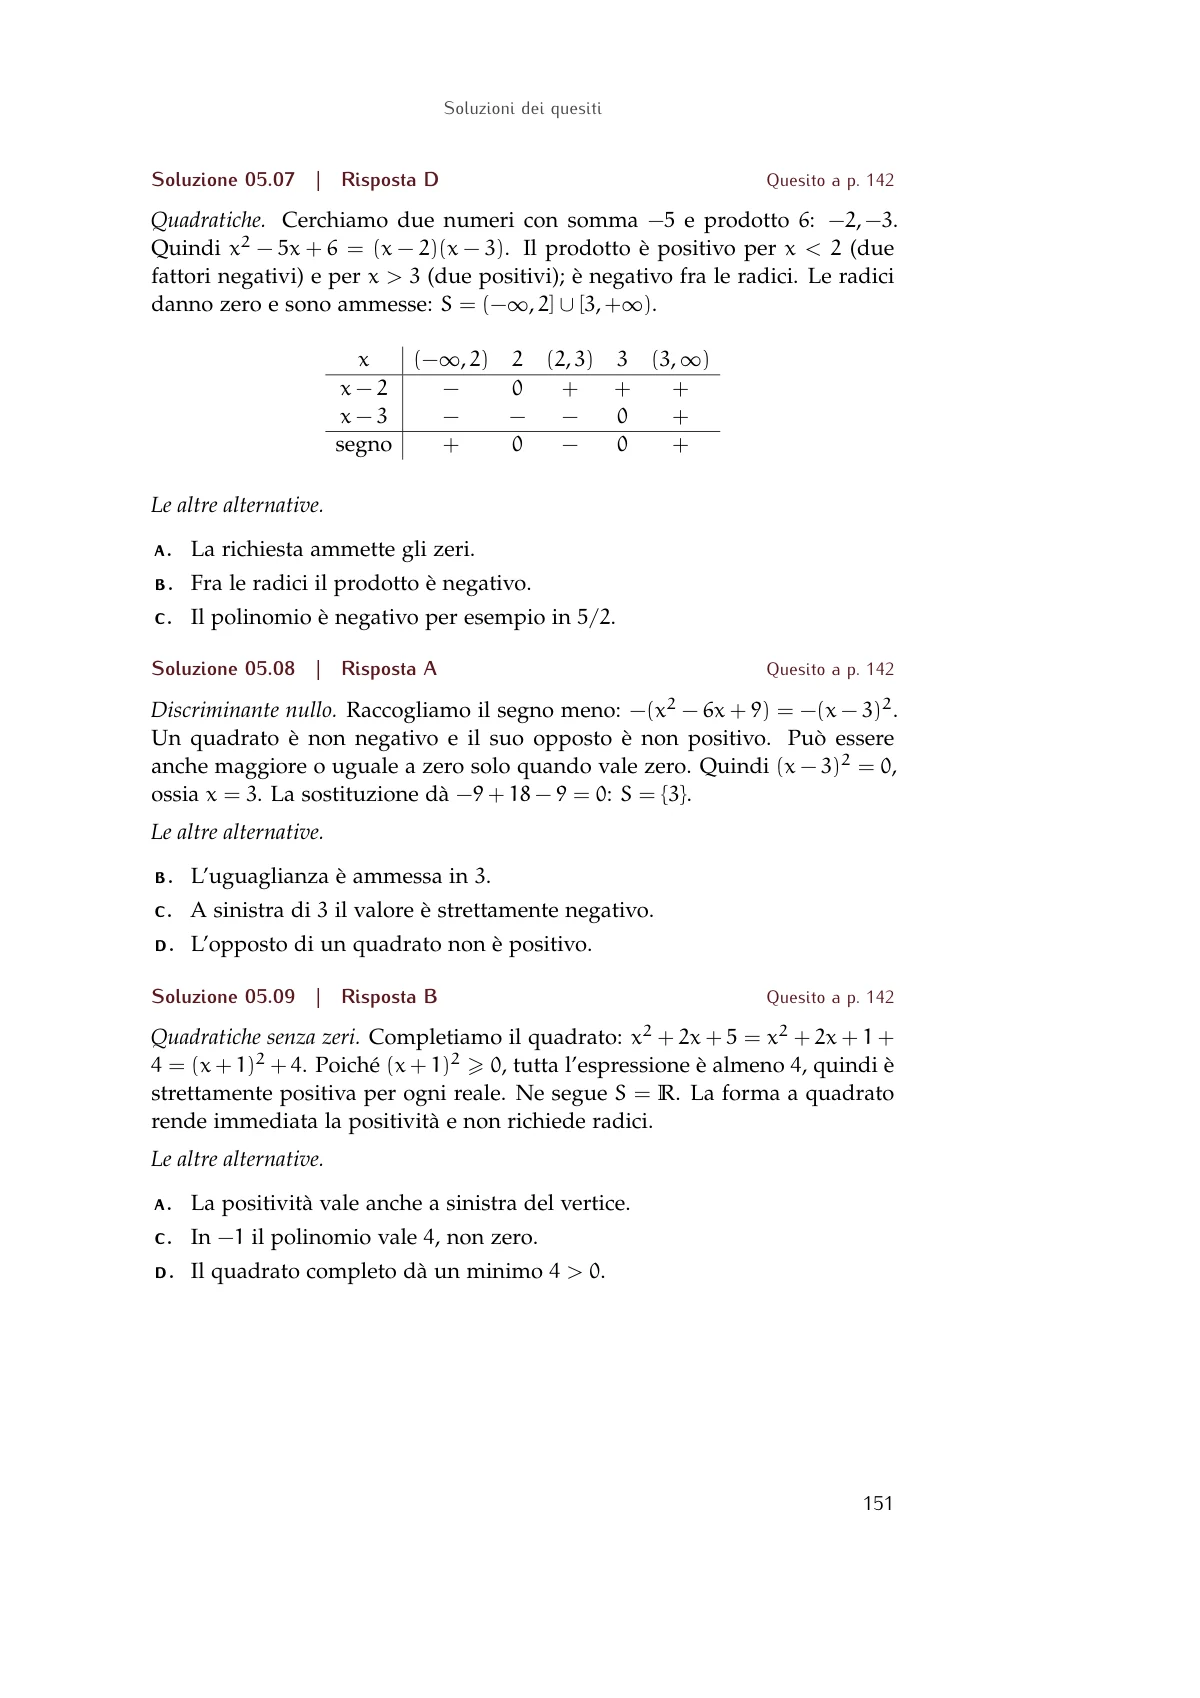 Soluzioni dei quesiti
Soluzione 05.07 | Risposta D Quesito a p. 142
Quadratiche. Cerchiamo due numeri con somma −5 e prodotto 6: −2, −3.
Quindi x² − 5x + 6 = (x − 2)(x − 3). Il prodotto è positivo per x < 2 (due
fattori negativi) e per x > 3 (due positivi); è negativo fra le radici. Le radici
danno zero e sono ammesse: S = (−∞, 2] ∪ [3, +∞).
x (−∞, 2) 2 (2, 3) 3 (3, ∞)
x − 2 − 0 + + +
x − 3 − − − 0 +
segno + 0 − 0 +
Le altre alternative.
A. La richiesta ammette gli zeri.
B. Fra le radici il prodotto è negativo.
C. Il polinomio è negativo per esempio in 5/2.
Soluzione 05.08 | Risposta A Quesito a p. 142
Discriminante nullo. Raccogliamo il segno meno: −(x² − 6x + 9) = −(x − 3)².
Un quadrato è non negativo e il suo opposto è non positivo. Può essere
anche maggiore o uguale a zero solo quando vale zero. Quindi (x − 3)² = 0,
ossia x = 3. La sostituzione dà −9 + 18 − 9 = 0: S = {3}.
Le altre alternative.
B. L'uguaglianza è ammessa in 3.
C. A sinistra di 3 il valore è strettamente negativo.
D. L'opposto di un quadrato non è positivo.
Soluzione 05.09 | Risposta B Quesito a p. 142
Quadratiche senza zeri. Completiamo il quadrato: x² + 2x + 5 = x² + 2x + 1 +
4 = (x + 1)² + 4. Poiché (x + 1)² ⩾ 0, tutta l'espressione è almeno 4, quindi è
strettamente positiva per ogni reale. Ne segue S = ℝ. La forma a quadrato
rende immediata la positività e non richiede radici.
Le altre alternative.
A. La positività vale anche a sinistra del vertice.
C. In −1 il polinomio vale 4, non zero.
D. Il quadrato completo dà un minimo 4 > 0.
151